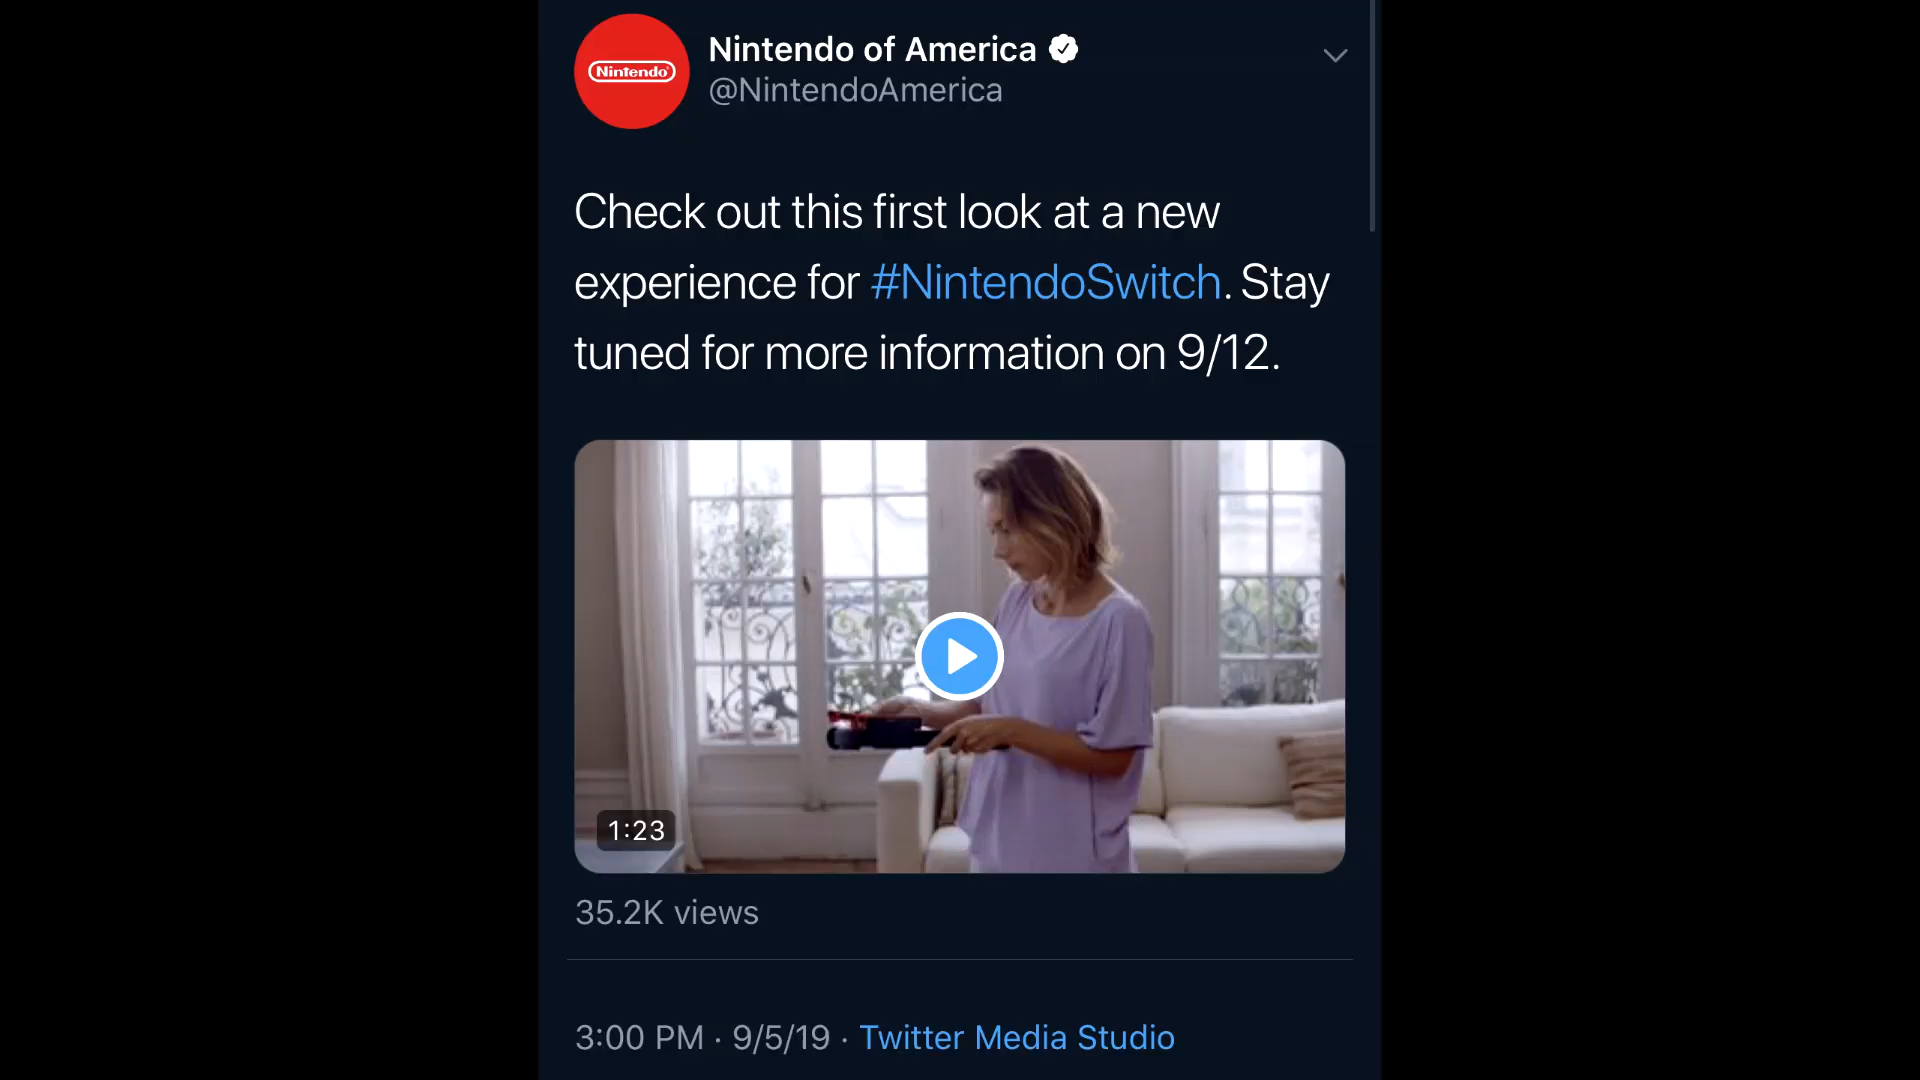 Nintendo
Nintendo of America
@NintendoAmerica
Check out this first look at a new
experience for #NintendoSwitch. Stay
tuned for more information on 9/12.
1:23
35.2K views
3:00 PM · 9/5/19 · Twitter Media Studio